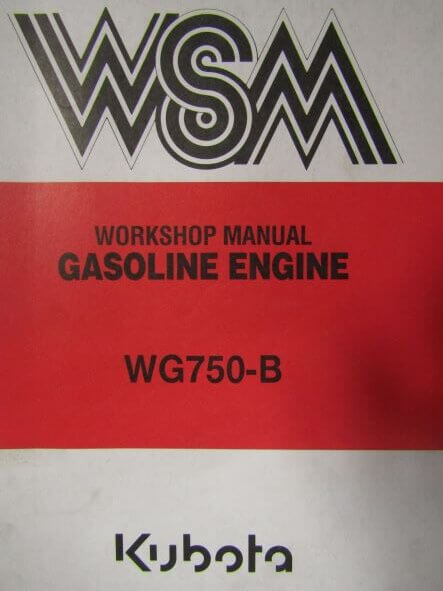 WSM
WORKSHOP MANUAL
GASOLINE ENGINE
WG750-B
Kubota